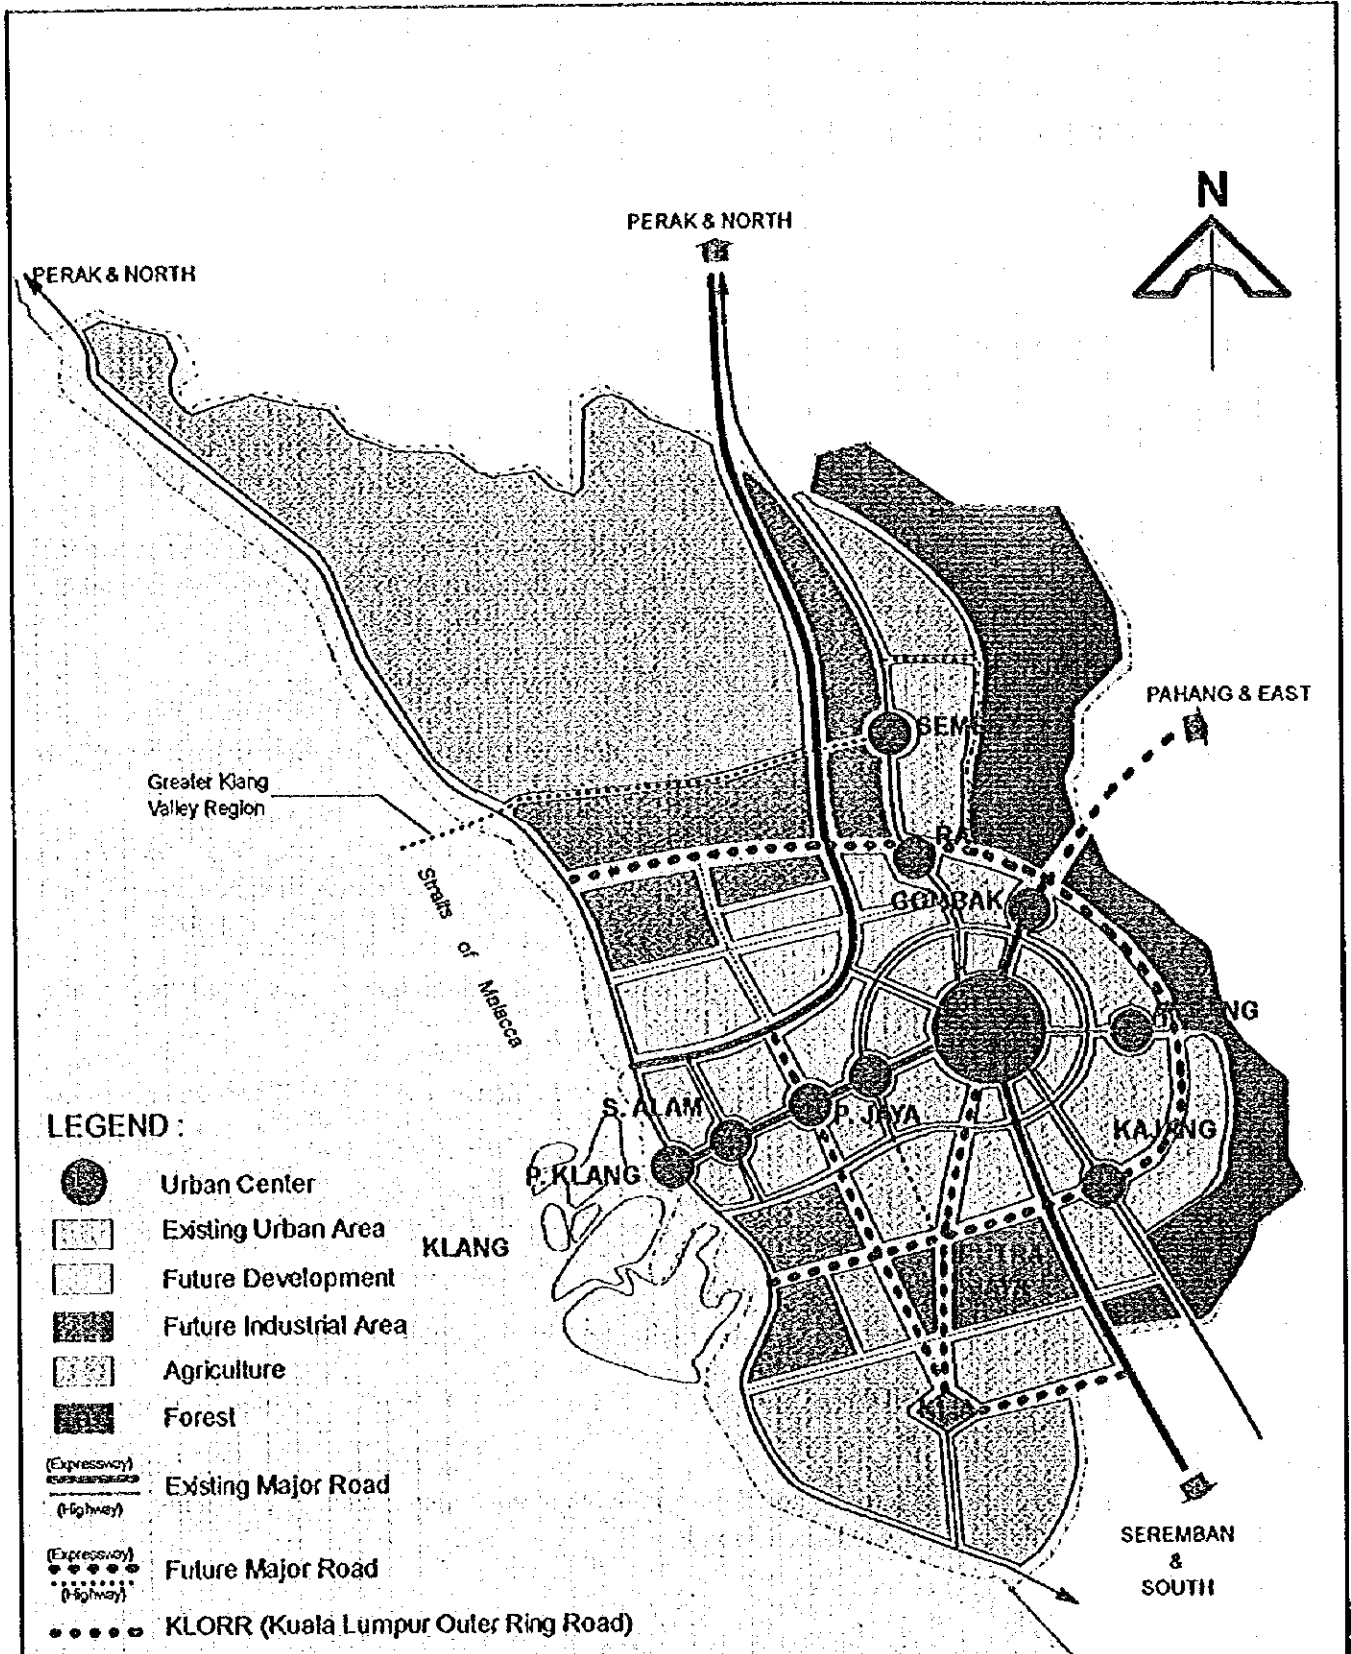 N
PERAK & NORTH
PERAK & NORTH
PAHANG & EAST
Greater Klang
Valley Region
Straits of Malacca
GOMBAK
S. ALAM
P. JAYA
KAJANG
P. KLANG
KLANG
LEGEND :
Urban Center
Existing Urban Area
Future Development
Future Industrial Area
Agriculture
Forest
(Expressway)
Existing Major Road
(Highway)
(Expressway)
Future Major Road
(Highway)
KLORR (Kuala Lumpur Outer Ring Road)
SEREMBAN
&
SOUTH